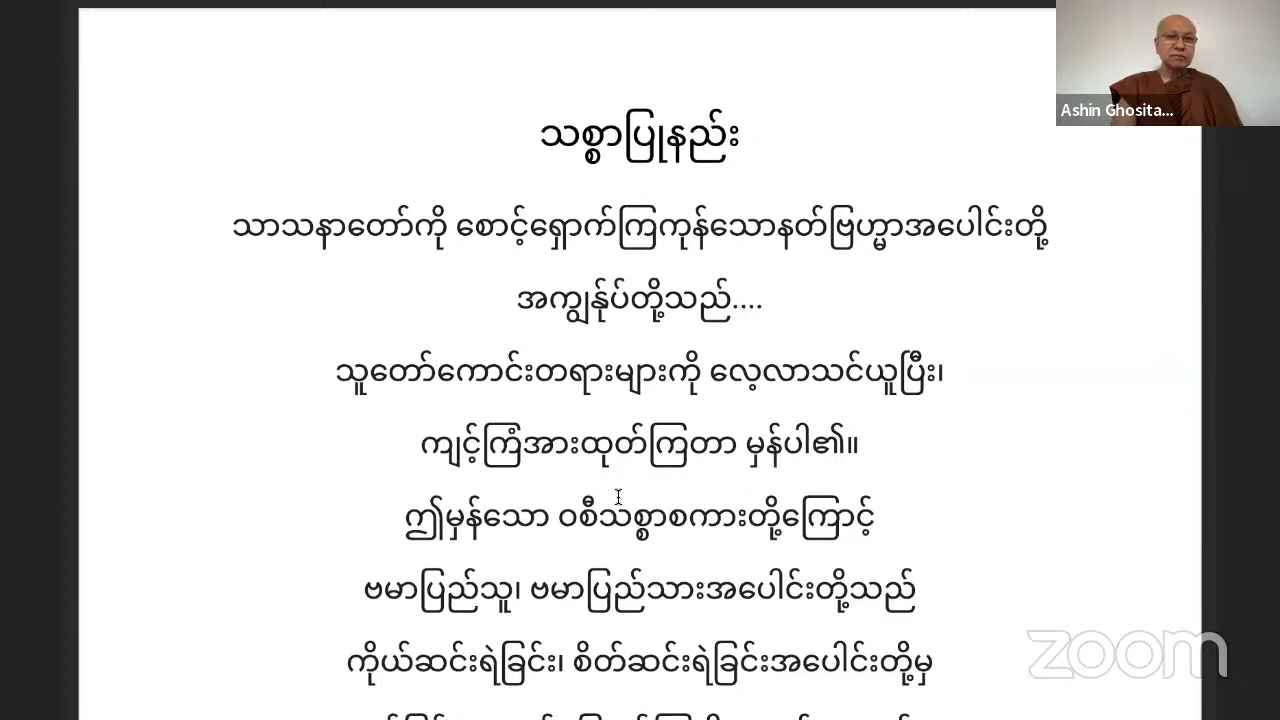 သစ္စာပြုနည်း
သာသနာတော်ကို စောင့်ရှောက်ကြကုန်သောနတ်ဗြဟ္မာအပေါင်းတို့
အကျွန်ုပ်တို့သည်....
သူတော်ကောင်းတရားများကို လေ့လာသင်ယူပြီး၊
ကျင့်ကြံအားထုတ်ကြတာ မှန်ပါ၏။
ဤမှန်သော ဝစီသစ္စာစကားတို့ကြောင့်
ဗမာပြည်သူ၊ ဗမာပြည်သားအပေါင်းတို့သည်
ကိုယ်ဆင်းရဲခြင်း၊ စိတ်ဆင်းရဲခြင်းအပေါင်းတို့မှ
Ashin Ghosita...
zoom